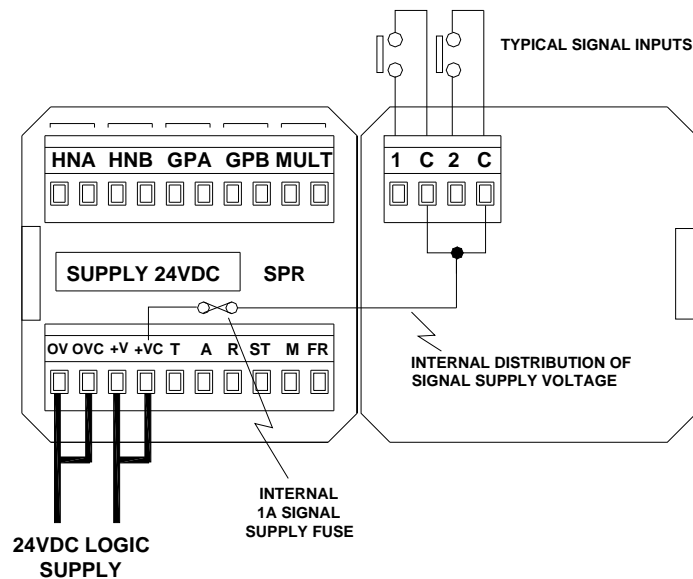 TYPICAL SIGNAL INPUTS
HNA HNB GPA GPB MULT
1 C 2 C
SUPPLY 24VDC SPR
OV OVC +V +VC T A R ST M FR
INTERNAL DISTRIBUTION OF
SIGNAL SUPPLY VOLTAGE
INTERNAL
1A SIGNAL
SUPPLY FUSE
24VDC LOGIC
SUPPLY